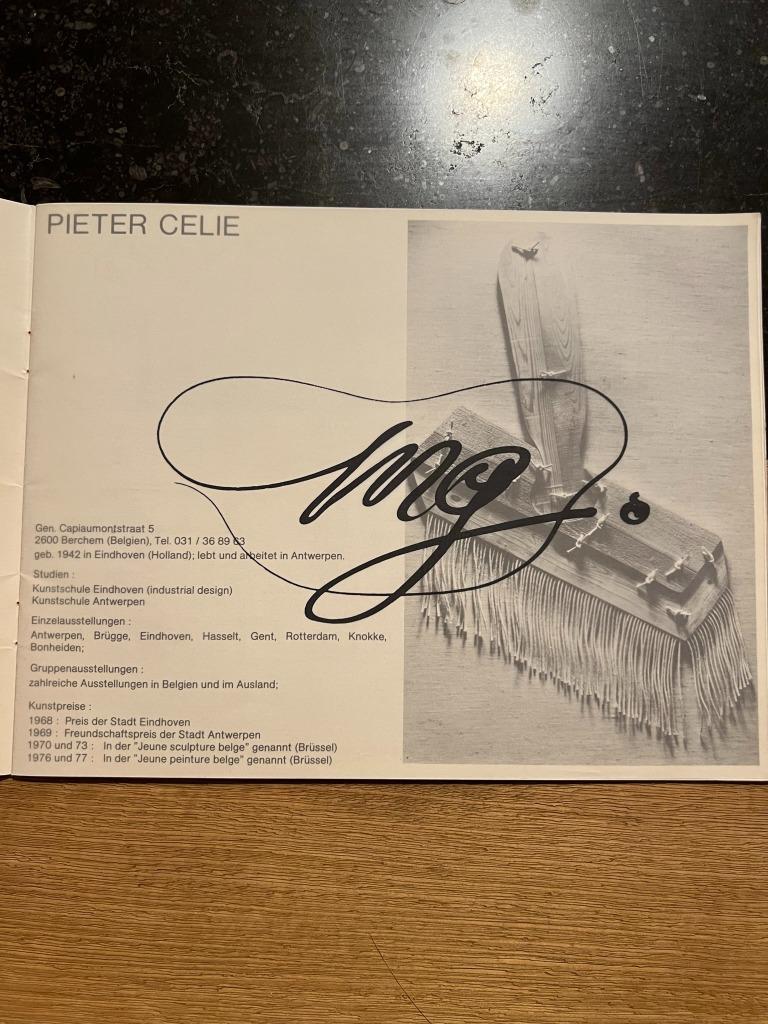 PIETER CELIE
Gen. Capiaumontstraat 5
2600 Berchem (Belgien), Tel. 031 / 36 89 63
geb. 1942 in Eindhoven (Holland); lebt und arbeitet in Antwerpen.
Studien :
Kunstschule Eindhoven (industrial design)
Kunstschule Antwerpen
Einzelausstellungen :
Antwerpen, Brügge, Eindhoven, Hasselt, Gent, Rotterdam, Knokke,
Bonheiden;
Gruppenausstellungen :
zahlreiche Ausstellungen in Belgien und im Ausland;
Kunstpreise :
1968 : Preis der Stadt Eindhoven
1969 : Freundschaftspreis der Stadt Antwerpen
1970 und 73 : In der "Jeune sculpture belge" genannt (Brüssel)
1976 und 77 : In der "Jeune peinture belge" genannt (Brüssel)